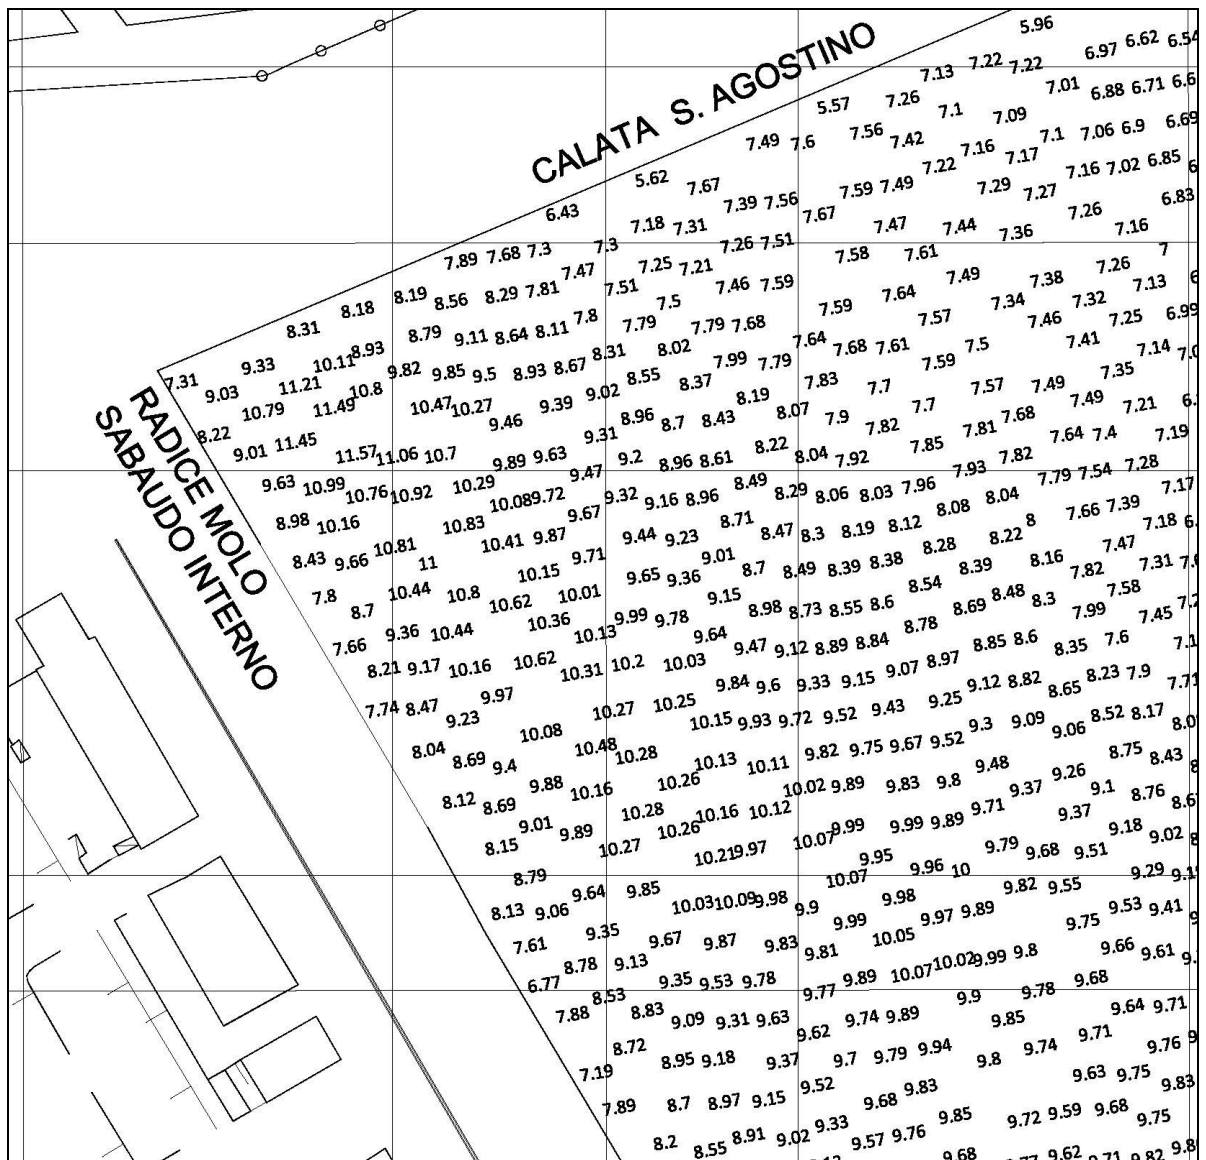 CALATA S. AGOSTINO
RADICE MOLO
SABAUDO INTERNO
5.96
6.97 6.62 6.54
7.13 7.22 7.22
7.01 6.88 6.71
5.57 7.26 7.1 7.09
7.49 7.6 7.56 7.42 7.16 7.17 7.1 7.06 6.9 6.69
5.62 7.67 7.39 7.56 7.59 7.49 7.22 7.29 7.27 7.16 7.02 6.85
6.43 7.18 7.31 7.67 7.47 7.44 7.36 7.26 6.83
7.89 7.68 7.3 7.3 7.26 7.51 7.58 7.61 7.16 7
8.31 8.18 8.19 8.56 8.29 7.81 7.47 7.25 7.21 7.46 7.59 7.49 7.38 7.26 7.13
7.51 7.5 7.59 7.64 7.57 7.34 7.46 7.32 7.25 6.99
9.33 10.11 8.93 8.79 9.11 8.64 8.11 7.8 7.79 7.79 7.68 7.64 7.68 7.61 7.59 7.5 7.41 7.14
7.31 9.03 11.21 10.8 9.82 9.85 9.5 8.93 8.67 8.31 8.02 7.99 7.79 7.83 7.7 7.57 7.49 7.35
10.79 11.49 10.47 10.27 9.46 9.39 9.02 8.55 8.37 8.19 8.07 7.9 7.82 7.7 7.81 7.68 7.49 7.21
8.22 9.01 11.45 11.57 11.06 10.7 9.89 9.63 9.31 8.96 8.7 8.43 8.22 8.04 7.92 7.85 7.93 7.82 7.64 7.4 7.19
9.63 10.99 10.76 10.92 10.29 10.08 9.72 9.47 9.2 8.96 8.61 8.49 8.29 8.06 8.03 7.96 8.08 8.04 7.79 7.54 7.28
8.98 10.16 10.83 9.67 9.32 9.16 8.96 8.71 8.47 8.3 8.19 8.12 8.28 8.22 8 7.66 7.39 7.17
8.43 9.66 10.81 11 10.41 9.87 9.71 9.44 9.23 9.01 8.7 8.49 8.39 8.38 8.54 8.39 8.16 7.82 7.47 7.18
7.8 8.7 10.44 10.8 10.15 10.01 9.65 9.36 9.15 8.98 8.73 8.55 8.6 8.78 8.69 8.48 8.3 7.99 7.58 7.31
7.66 9.36 10.44 10.62 10.36 10.13 9.99 9.78 9.64 9.47 9.12 8.89 8.84 9.07 8.97 8.85 8.6 8.35 7.6 7.45
8.21 9.17 10.16 10.62 10.31 10.2 10.03 9.84 9.6 9.33 9.15 9.43 9.25 9.12 8.82 8.65 8.23 7.9 7.71
7.74 8.47 9.23 9.97 10.08 10.27 10.25 10.15 9.93 9.72 9.52 9.67 9.52 9.3 9.09 9.06 8.52 8.17
8.04 8.69 9.4 10.48 10.28 10.13 10.11 9.82 9.75 9.83 9.8 9.48 9.37 9.26 8.75 8.43
8.12 8.69 9.88 10.16 10.26 10.16 10.12 10.02 9.89 9.99 9.89 9.71 9.37 9.1 8.76
8.15 9.01 9.89 10.27 10.28 10.26 10.21 9.97 10.07 9.99 9.95 9.96 10 9.79 9.68 9.51 9.18 9.02
8.79 9.64 9.85 10.03 10.09 9.98 9.9 10.07 9.98 9.97 9.89 9.82 9.55 9.29
8.13 9.06 9.35 9.67 9.87 9.83 9.81 9.99 10.05 10.02 9.99 9.8 9.75 9.53 9.41
7.61 8.78 9.13 9.35 9.53 9.78 9.77 9.89 10.07 9.9 9.78 9.68 9.66 9.61
6.77 8.53 8.83 9.09 9.31 9.63 9.62 9.74 9.89 9.85 9.64 9.71
7.88 8.72 8.95 9.18 9.37 9.7 9.79 9.94 9.8 9.74 9.71 9.76
7.19 8.7 8.97 9.15 9.52 9.68 9.83 9.63 9.75 9.83
7.89 8.2 8.55 8.91 9.02 9.33 9.57 9.76 9.85 9.72 9.59 9.68 9.75
9.68 9.62 9.71 9.82